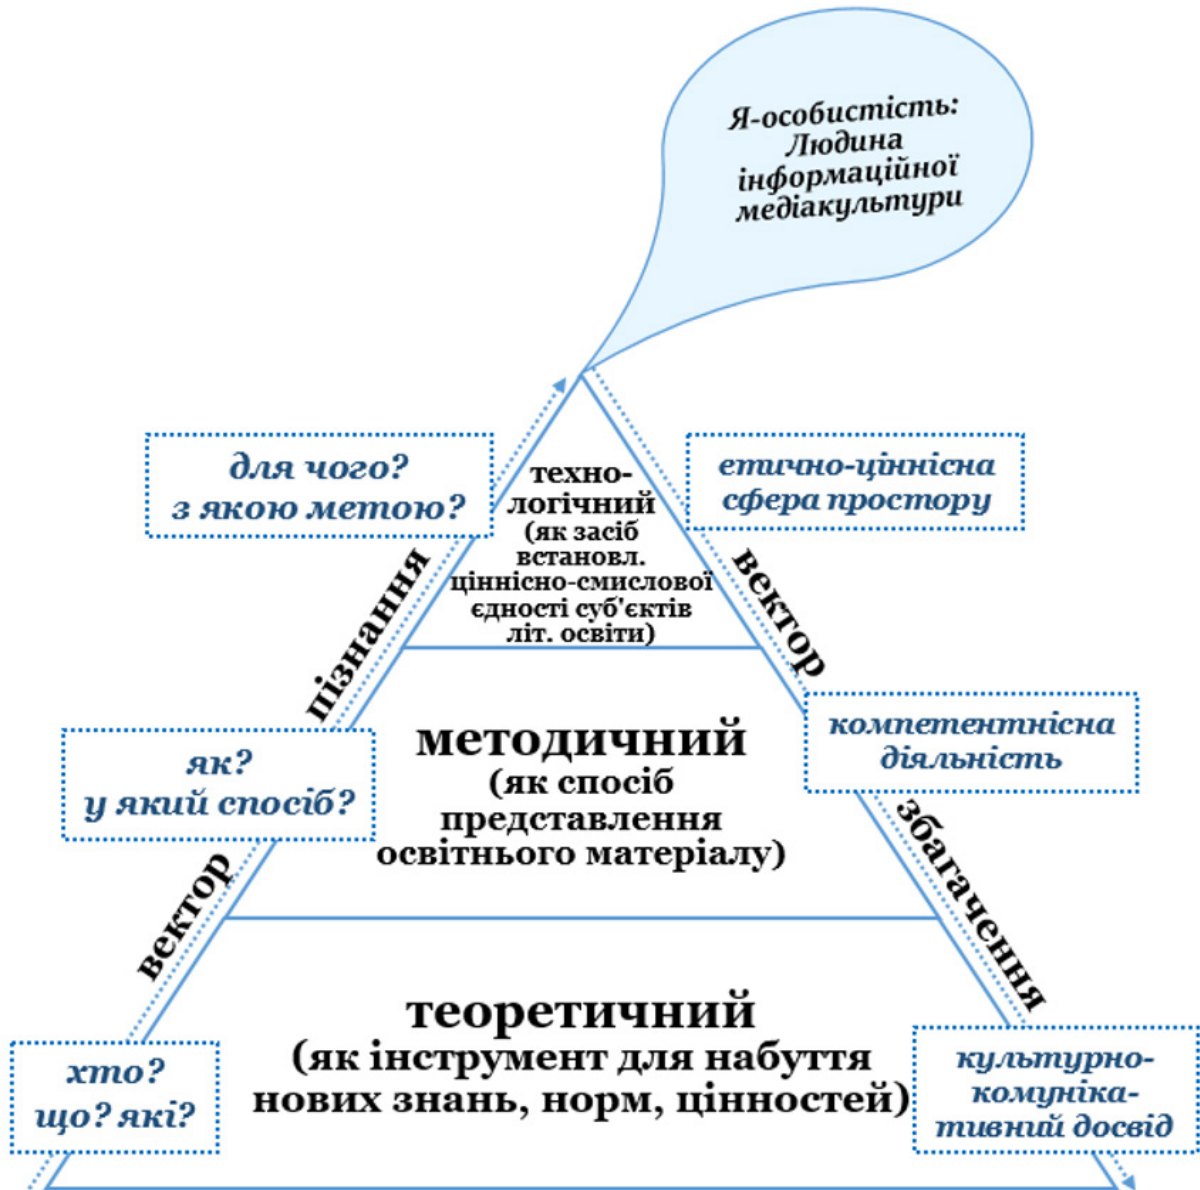 Я-особистість:
Людина
інформаційної
медіакультури
для чого?
з якою метою?
техно-
логічний
(як засіб
встановл.
ціннісно-смислової
єдності суб'єктів
літ. освіти)
етично-ціннісна
сфера простору
вектор
пізнання
вектор
збагачення
як?
у який спосіб?
методичний
(як спосіб
представлення
освітнього матеріалу)
компетентнісна
діяльність
хто?
що? які?
теоретичний
(як інструмент для набуття
нових знань, норм, цінностей)
культурно-
комуніка-
тивний досвід